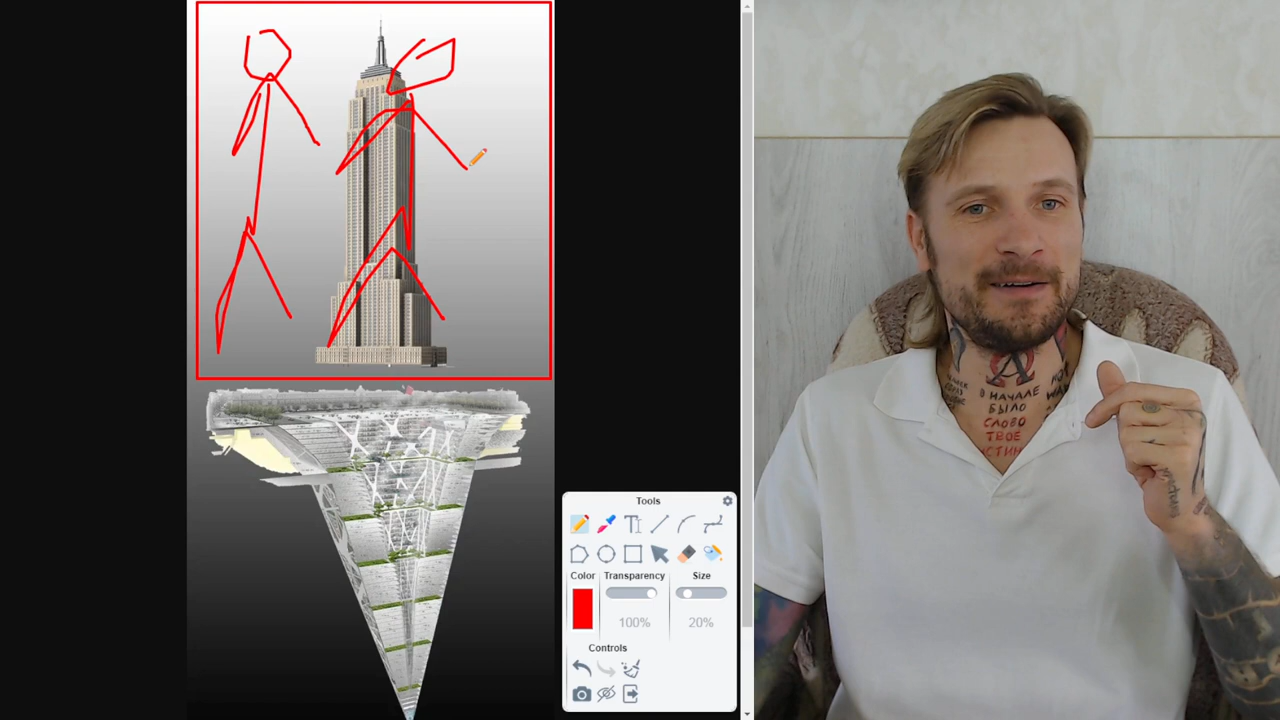 Tools
Color
Transparency
Size
100%
20%
Controls
В НАЧАЛЕ
БЫЛО
СЛОВО
ТВОЕ